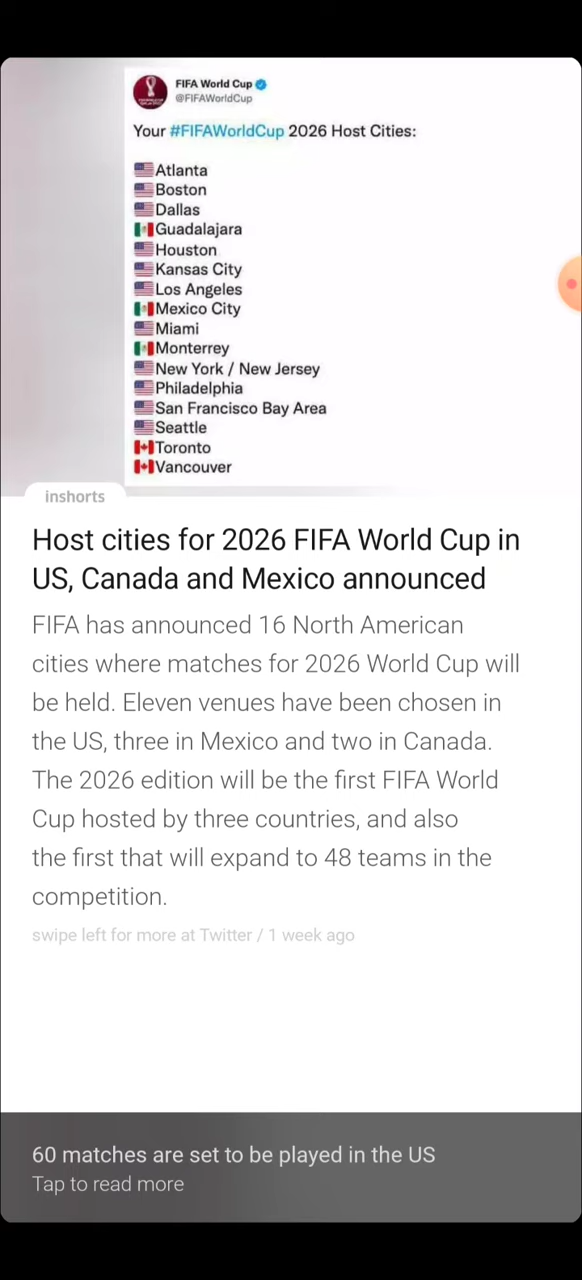 FIFA World Cup
@FIFAWorldCup
Your #FIFAWorldCup 2026 Host Cities:
Atlanta
Boston
Dallas
Guadalajara
Houston
Kansas City
Los Angeles
Mexico City
Miami
Monterrey
New York / New Jersey
Philadelphia
San Francisco Bay Area
Seattle
Toronto
Vancouver
inshorts
Host cities for 2026 FIFA World Cup in
US, Canada and Mexico announced
FIFA has announced 16 North American
cities where matches for 2026 World Cup will
be held. Eleven venues have been chosen in
the US, three in Mexico and two in Canada.
The 2026 edition will be the first FIFA World
Cup hosted by three countries, and also
the first that will expand to 48 teams in the
competition.
swipe left for more at Twitter / 1 week ago
60 matches are set to be played in the US
Tap to read more